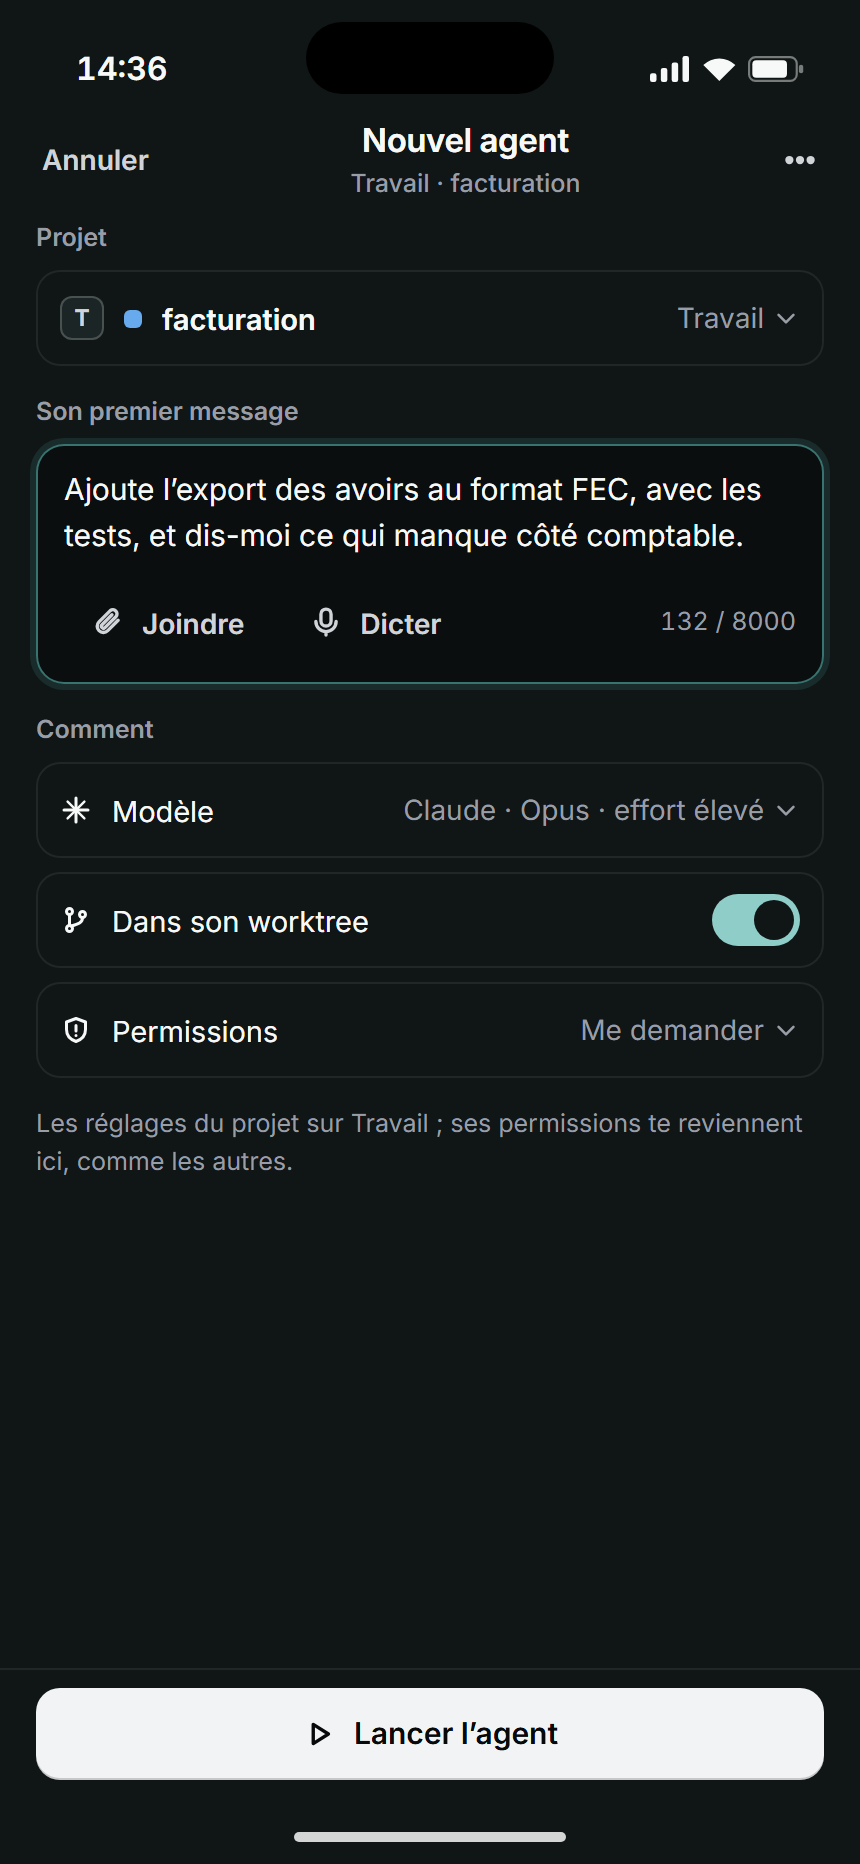 14:36
Annuler
Nouvel agent
Travail · facturation
Projet
T facturation Travail
Son premier message
Ajoute l’export des avoirs au format FEC, avec les
tests, et dis-moi ce qui manque côté comptable.
Joindre Dicter 132 / 8000
Comment
Modèle Claude · Opus · effort élevé
Dans son worktree
Permissions Me demander
Les réglages du projet sur Travail ; ses permissions te reviennent
ici, comme les autres.
Lancer l’agent